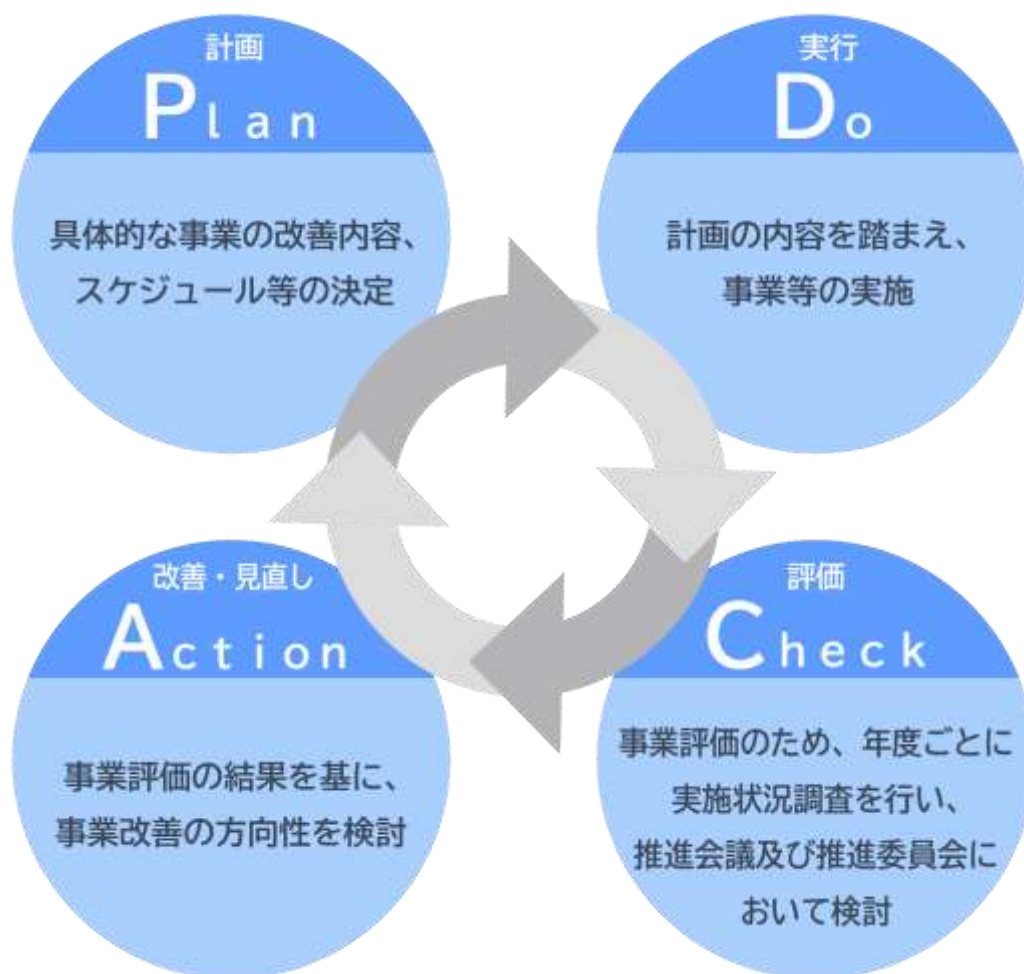 計画
Plan
具体的な事業の改善内容、
スケジュール等の決定
実行
Do
計画の内容を踏まえ、
事業等の実施
改善・見直し
Action
事業評価の結果を基に、
事業改善の方向性を検討
評価
Check
事業評価のため、年度ごとに
実施状況調査を行い、
推進会議及び推進委員会に
おいて検討